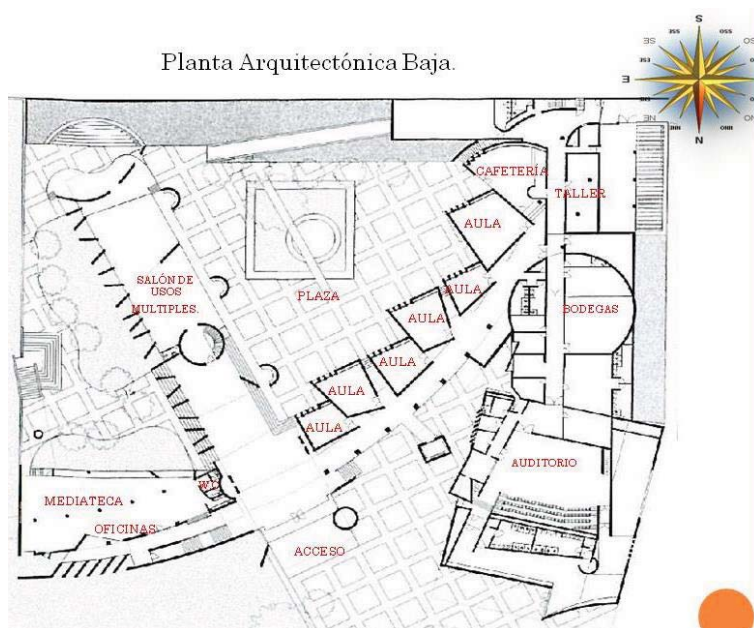 Planta Arquitectónica Baja.
S
E
N
CAFETERÍA
TALLER
AULA
SALÓN DE
USOS
MULTIPLES.
PLAZA
AULA
AULA
BODEGAS
AULA
AULA
AULA
AUDITORIO
W.C
MEDIATECA
OFICINAS
ACCESO